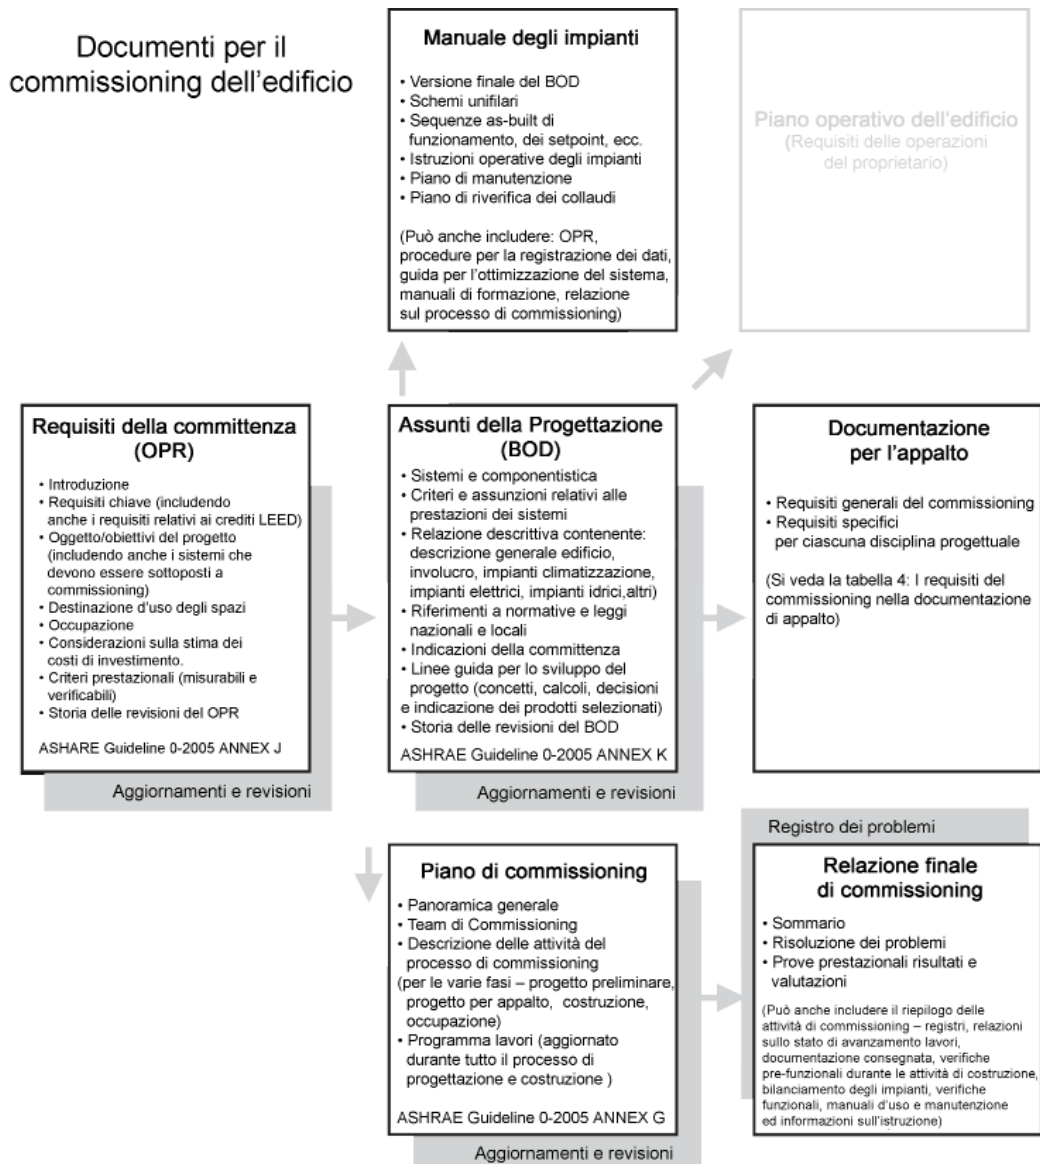 Documenti per il
commissioning dell'edificio
Manuale degli impianti
• Versione finale del BOD
• Schemi unifilari
• Sequenze as-built di
funzionamento, dei setpoint, ecc.
• Istruzioni operative degli impianti
• Piano di manutenzione
• Piano di riverifica dei collaudi
(Può anche includere: OPR,
procedure per la registrazione dei dati,
guida per l'ottimizzazione del sistema,
manuali di formazione, relazione
sul processo di commissioning)
Piano operativo dell'edificio
(Requisiti delle operazioni
del proprietario)
Requisiti della committenza
(OPR)
• Introduzione
• Requisiti chiave (includendo
anche i requisiti relativi ai crediti LEED)
• Oggetto/obiettivi del progetto
(includendo anche i sistemi che
devono essere sottoposti a
commissioning)
• Destinazione d'uso degli spazi
• Occupazione
• Considerazioni sulla stima dei
costi di investimento.
• Criteri prestazionali (misurabili e
verificabili)
• Storia delle revisioni del OPR
ASHARE Guideline 0-2005 ANNEX J
Aggiornamenti e revisioni
Assunti della Progettazione
(BOD)
• Sistemi e componentistica
• Criteri e assunzioni relativi alle
prestazioni dei sistemi
• Relazione descrittiva contenente:
descrizione generale edificio,
involucro, impianti climatizzazione,
impianti elettrici, impianti idrici,altri)
• Riferimenti a normative e leggi
nazionali e locali
• Indicazioni della committenza
• Linee guida per lo sviluppo del
progetto (concetti, calcoli, decisioni
e indicazione dei prodotti selezionati)
• Storia delle revisioni del BOD
ASHRAE Guideline 0-2005 ANNEX K
Aggiornamenti e revisioni
Documentazione
per l'appalto
• Requisiti generali del commissioning
• Requisiti specifici
per ciascuna disciplina progettuale
(Si veda la tabella 4: I requisiti del
commissioning nella documentazione
di appalto)
Piano di commissioning
• Panoramica generale
• Team di Commissioning
• Descrizione delle attività del
processo di commissioning
(per le varie fasi – progetto preliminare,
progetto per appalto, costruzione,
occupazione)
• Programma lavori (aggiornato
durante tutto il processo di
progettazione e costruzione )
ASHRAE Guideline 0-2005 ANNEX G
Aggiornamenti e revisioni
Registro dei problemi
Relazione finale
di commissioning
• Sommario
• Risoluzione dei problemi
• Prove prestazionali risultati e
valutazioni
(Può anche includere il riepilogo delle
attività di commissioning – registri, relazioni
sullo stato di avanzamento lavori,
documentazione consegnata, verifiche
pre-funzionali durante le attività di costruzione,
bilanciamento degli impianti, verifiche
funzionali, manuali d'uso e manutenzione
ed informazioni sull'istruzione)